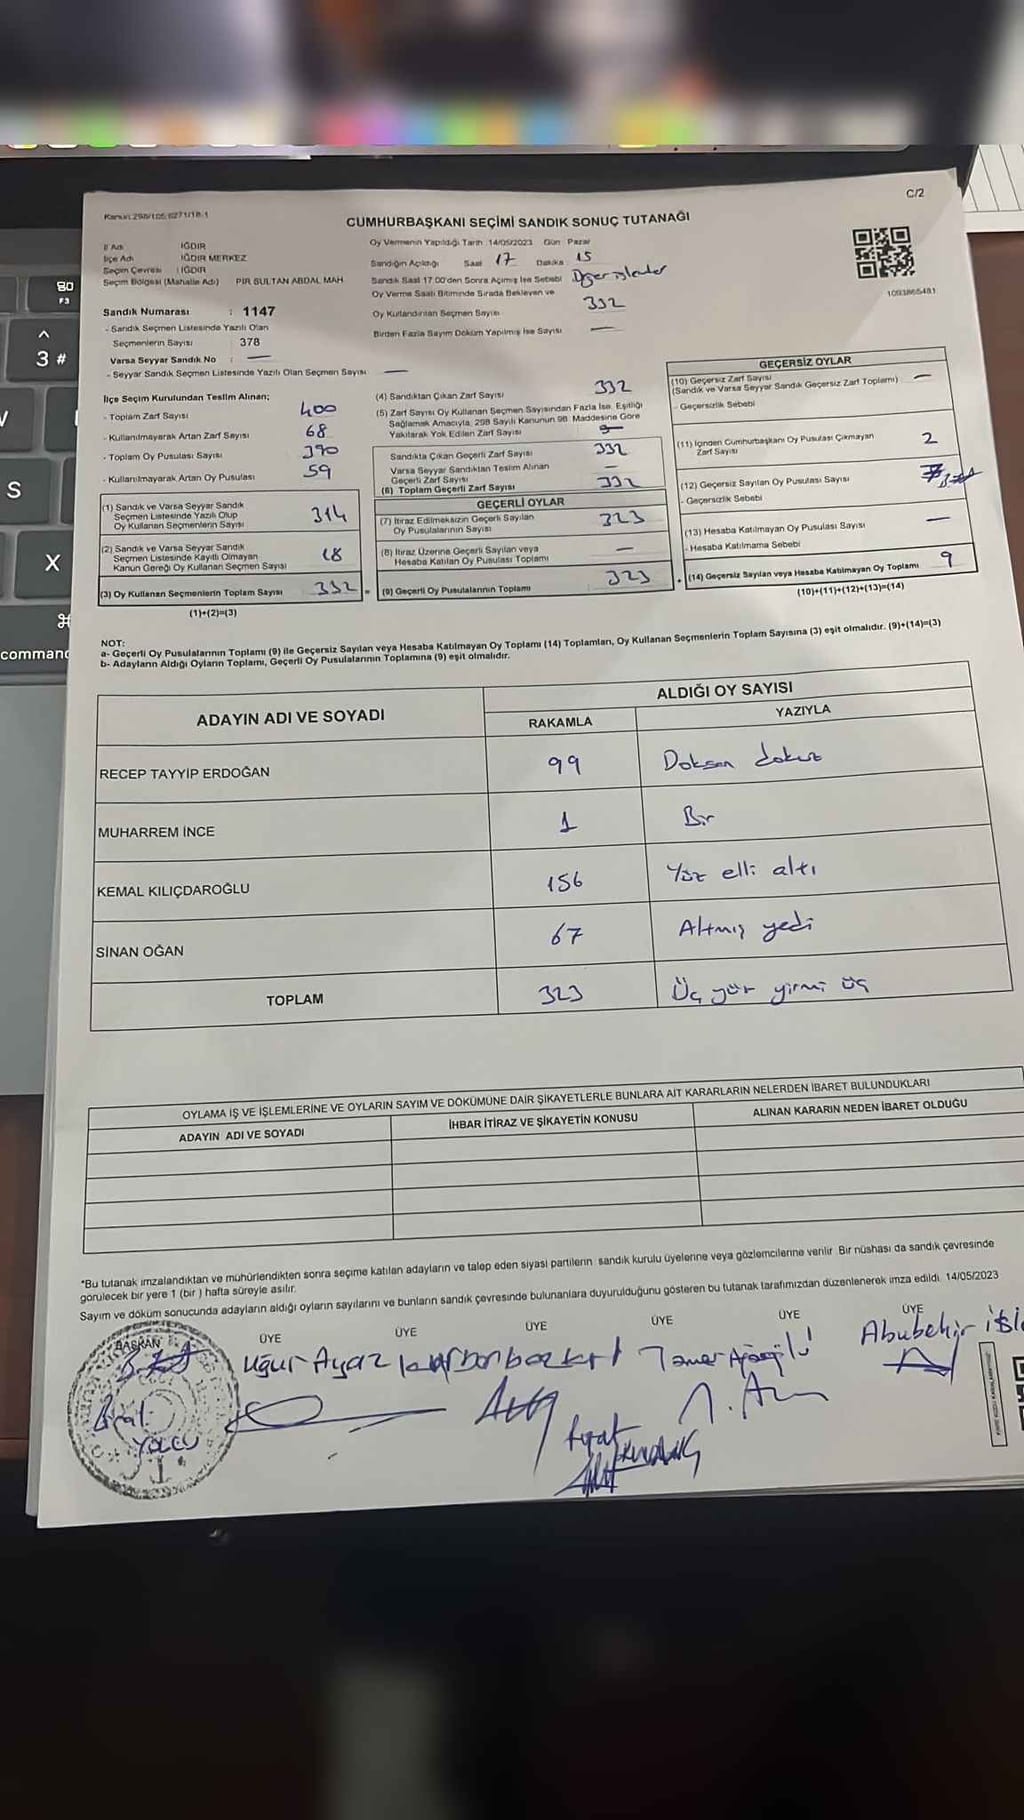 Kanun:298/105;6271/18-1
C/2
CUMHURBAŞKANI SEÇİMİ SANDIK SONUÇ TUTANAĞI
İl Adı IĞDIR
İlçe Adı IĞDIR MERKEZ
Seçim Çevresi IĞDIR
Seçim Bölgesi (Mahalle Adı) PIR SULTAN ABDAL MAH
Oy Vermenin Yapıldığı Tarih 14/05/2023 Gün Pazar
Sandığın Açıldığı Saat 17 Dakika 15
Sandık Saat 17.00'den Sonra Açılmış İse Sebebi Diğer işlemler
Oy Verme Saati Bitiminde Sırada Bekleyen ve
Oy Kullandırılan Seçmen Sayısı 332
Birden Fazla Sayım Döküm Yapılmış İse Sayısı —
1093865481
Sandık Numarası : 1147
- Sandık Seçmen Listesinde Yazılı Olan
Seçmenlerin Sayısı 378
Varsa Seyyar Sandık No : —
- Seyyar Sandık Seçmen Listesinde Yazılı Olan Seçmen Sayısı —
İlçe Seçim Kurulundan Teslim Alınan;
- Toplam Zarf Sayısı 400
- Kullanılmayarak Artan Zarf Sayısı 68
- Toplam Oy Pusulası Sayısı 390
- Kullanılmayarak Artan Oy Pusulası 59
(1) Sandık ve Varsa Seyyar Sandık
Seçmen Listesinde Yazılı Olup
Oy Kullanan Seçmenlerin Sayısı 314
(2) Sandık ve Varsa Seyyar Sandık
Seçmen Listesinde Kayıtlı Olmayan
Kanun Gereği Oy Kullanan Seçmen Sayısı 18
(3) Oy Kullanan Seçmenlerin Toplam Sayısı 332
(1)+(2)=(3)
(4) Sandıktan Çıkan Zarf Sayısı 332
(5) Zarf Sayısı Oy Kullanan Seçmen Sayısından Fazla İse, Eşitliği
Sağlamak Amacıyla; 298 Sayılı Kanunun 98. Maddesine Göre
Yakılarak Yok Edilen Zarf Sayısı
Sandıkta Çıkan Geçerli Zarf Sayısı 332
Varsa Seyyar Sandıktan Teslim Alınan
Geçerli Zarf Sayısı —
(6) Toplam Geçerli Zarf Sayısı 332
GEÇERLİ OYLAR
(7) İtiraz Edilmeksizin Geçerli Sayılan
Oy Pusulalarının Sayısı 323
(8) İtiraz Üzerine Geçerli Sayılan veya
Hesaba Katılan Oy Pusulası Toplamı —
= (9) Geçerli Oy Pusulalarının Toplamı 323
GEÇERSİZ OYLAR
(10) Geçersiz Zarf Sayısı
(Sandık ve Varsa Seyyar Sandık Geçersiz Zarf Toplamı) —
- Geçersizlik Sebebi
(11) İçinden Cumhurbaşkanı Oy Pusulası Çıkmayan
Zarf Sayısı 2
(12) Geçersiz Sayılan Oy Pusulası Sayısı 7
- Geçersizlik Sebebi
(13) Hesaba Katılmayan Oy Pusulası Sayısı —
- Hesaba Katılmama Sebebi
+ (14) Geçersiz Sayılan veya Hesaba Katılmayan Oy Toplamı 9
(10)+(11)+(12)+(13)=(14)
NOT:
a- Geçerli Oy Pusulalarının Toplamı (9) ile Geçersiz Sayılan veya Hesaba Katılmayan Oy Toplamı (14) Toplamları, Oy Kullanan Seçmenlerin Toplam Sayısına (3) eşit olmalıdır. (9)+(14)=(3)
b- Adayların Aldığı Oyların Toplamı, Geçerli Oy Pusulalarının Toplamına (9) eşit olmalıdır.
ADAYIN ADI VE SOYADI
ALDIĞI OY SAYISI
RAKAMLA YAZIYLA
RECEP TAYYİP ERDOĞAN 99 Doksan dokuz
MUHARREM İNCE 1 Bir
KEMAL KILIÇDAROĞLU 156 Yüz elli altı
SİNAN OĞAN 67 Altmış yedi
TOPLAM 323 Üç yüz yirmi üç
OYLAMA İŞ VE İŞLEMLERİNE VE OYLARIN SAYIM VE DÖKÜMÜNE DAİR ŞİKAYETLERLE BUNLARA AİT KARARLARIN NELERDEN İBARET BULUNDUKLARI
ADAYIN ADI VE SOYADI İHBAR İTİRAZ VE ŞİKAYETİN KONUSU ALINAN KARARIN NEDEN İBARET OLDUĞU
*Bu tutanak imzalandıktan ve mühürlendikten sonra seçime katılan adayların ve talep eden siyasi partilerin sandık kurulu üyelerine veya gözlemcilerine verilir. Bir nüshası da sandık çevresinde
görülecek bir yere 1 (bir) hafta süreyle asılır.
Sayım ve döküm sonucunda adayların aldığı oyların sayılarını ve bunların sandık çevresinde bulunanlara duyurulduğunu gösteren bu tutanak tarafımızdan düzenlenerek imza edildi. 14/05/2023
BAŞKAN ÜYE ÜYE ÜYE ÜYE ÜYE ÜYE
Uğur Ayaz
Abubekir
80
F3
3 #
S
X
⌘
command